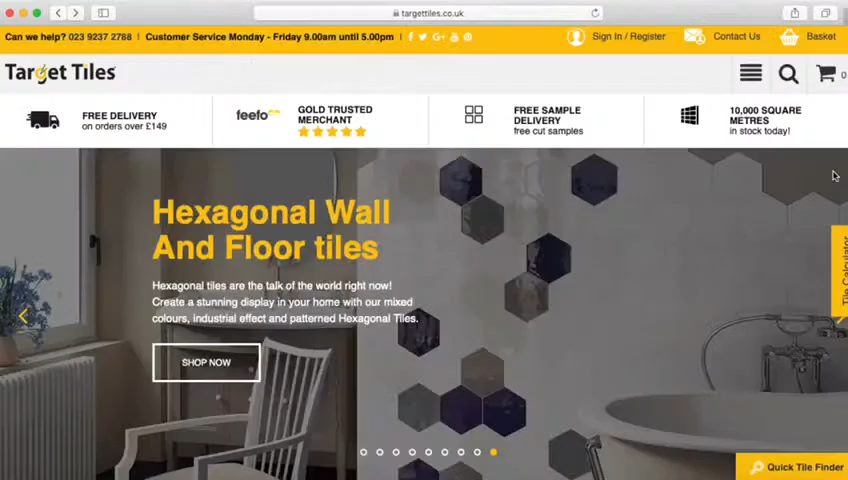 targettiles.co.uk
Can we help? 023 9237 2788 | Customer Service Monday - Friday 9.00am until 5.00pm |
Sign In / Register
Contact Us
Basket
Target Tiles
0
FREE DELIVERY
on orders over £149
feefo
GOLD TRUSTED
MERCHANT
FREE SAMPLE
DELIVERY
free cut samples
10,000 SQUARE
METRES
in stock today!
Hexagonal Wall
And Floor tiles
Hexagonal tiles are the talk of the world right now!
Create a stunning display in your home with our mixed
colours, industrial effect and patterned Hexagonal Tiles.
SHOP NOW
Tile Calculator
Quick Tile Finder